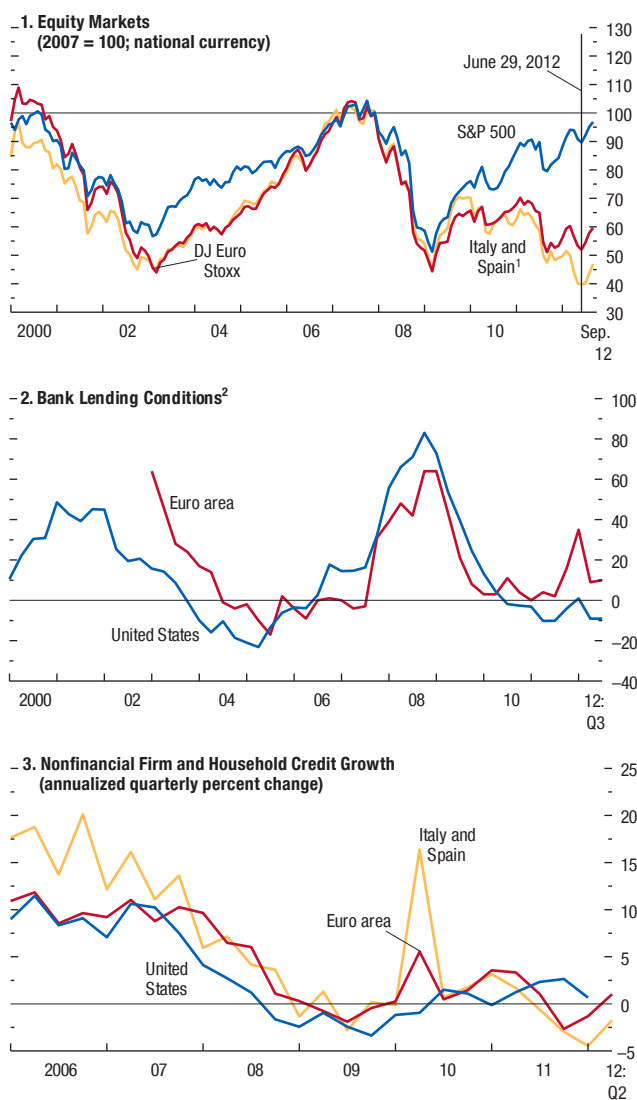 1. Equity Markets
(2007 = 100; national currency)
130
120
110
100
90
80
70
60
50
40
30
June 29, 2012
S&P 500
DJ Euro
Stoxx
Italy and
Spain¹
2000
02
04
06
08
10
Sep.
12
2. Bank Lending Conditions²
100
80
60
40
20
0
–20
–40
Euro area
United States
2000
02
04
06
08
10
12:
Q3
3. Nonfinancial Firm and Household Credit Growth
(annualized quarterly percent change)
25
20
15
10
5
0
–5
Italy and
Spain
Euro area
United
States
2006
07
08
09
10
11
12:
Q2